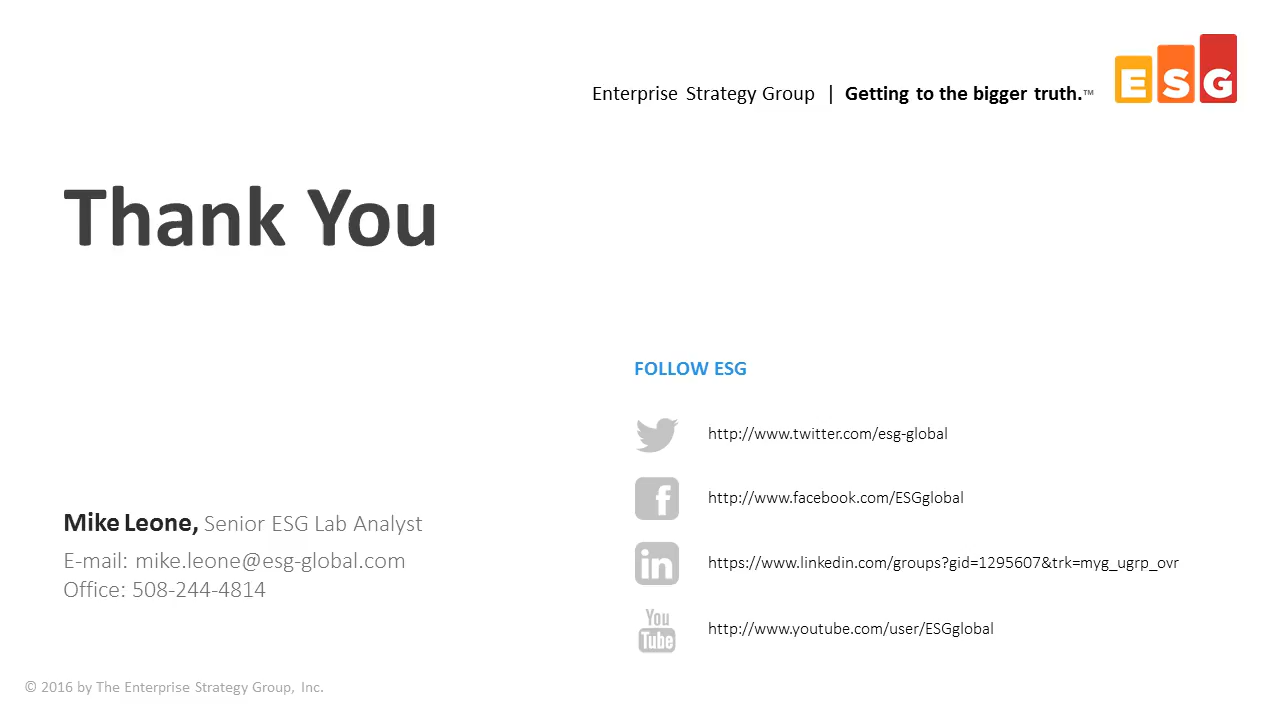 Enterprise Strategy Group | Getting to the bigger truth.™
ESG
Thank You
FOLLOW ESG
http://www.twitter.com/esg-global
http://www.facebook.com/ESGglobal
https://www.linkedin.com/groups?gid=1295607&trk=myg_ugrp_ovr
http://www.youtube.com/user/ESGglobal
f
in
You
Tube
Mike Leone, Senior ESG Lab Analyst
E-mail: mike.leone@esg-global.com
Office: 508-244-4814
© 2016 by The Enterprise Strategy Group, Inc.